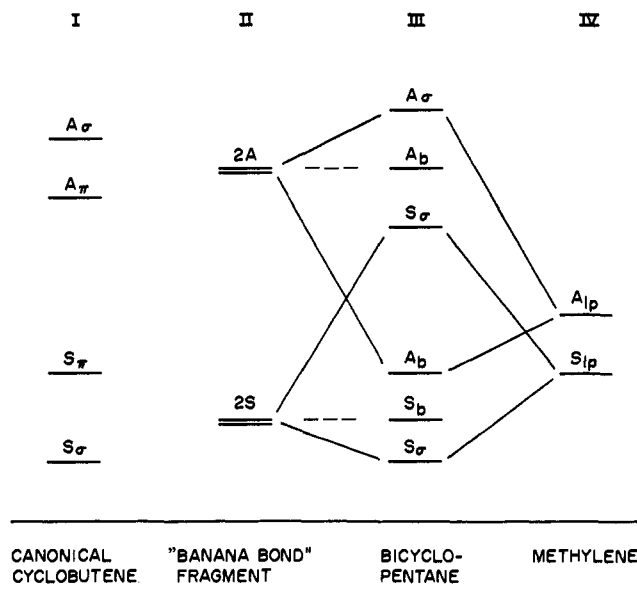 I II III IV
Aσ
Aπ
Sπ
Sσ
2A
2S
Aσ
Ab
Sσ
Ab
Sb
Sσ
Alp
Slp
CANONICAL CYCLOBUTENE
"BANANA BOND" FRAGMENT
BICYCLO- PENTANE
METHYLENE